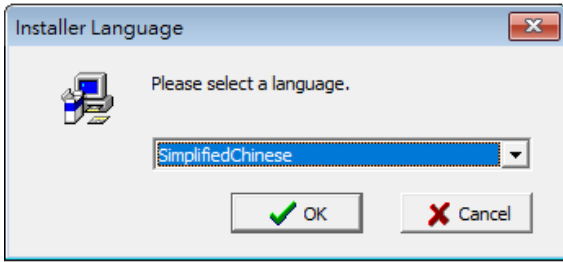 Installer Language
Please select a language.
SimplifiedChinese
OK
Cancel